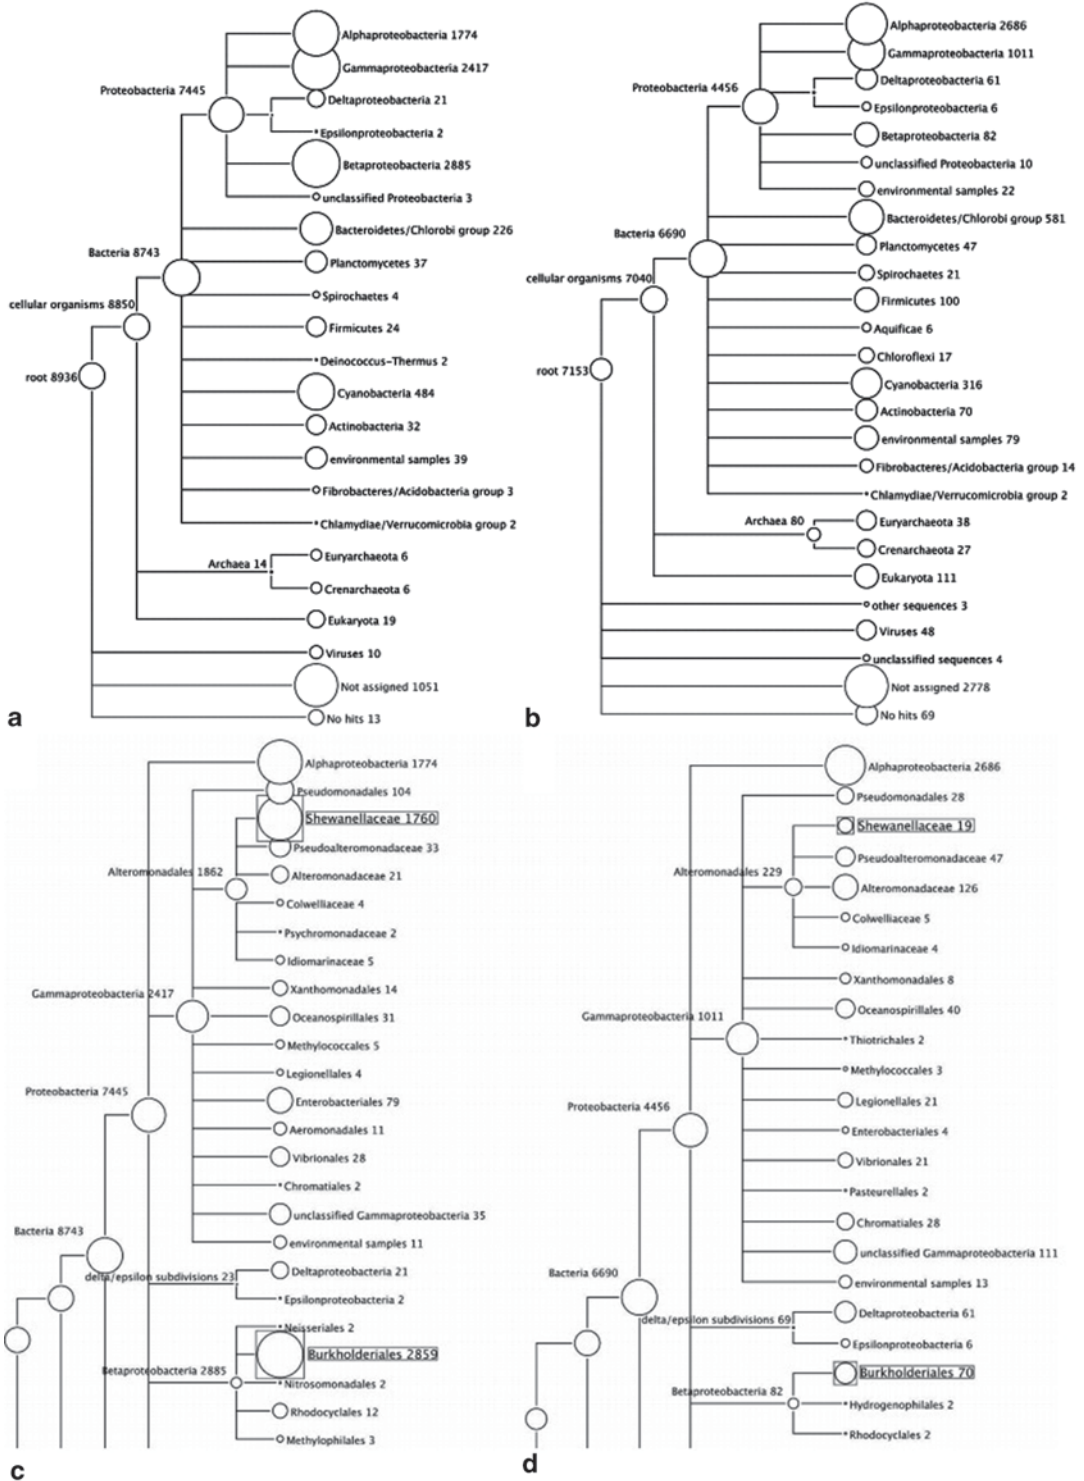 Alphaproteobacteria 1774
Gammaproteobacteria 2417
Proteobacteria 7445
Deltaproteobacteria 21
Epsilonproteobacteria 2
Betaproteobacteria 2885
unclassified Proteobacteria 3
Bacteroidetes/Chlorobi group 226
Bacteria 8743
Planctomycetes 37
cellular organisms 8850
Spirochaetes 4
Firmicutes 24
Deinococcus-Thermus 2
root 8936
Cyanobacteria 484
Actinobacteria 32
environmental samples 39
Fibrobacteres/Acidobacteria group 3
Chlamydiae/Verrucomicrobia group 2
Euryarchaeota 6
Archaea 14
Crenarchaeota 6
Eukaryota 19
Viruses 10
Not assigned 1051
No hits 13
a
Alphaproteobacteria 2686
Gammaproteobacteria 1011
Deltaproteobacteria 61
Proteobacteria 4456
Epsilonproteobacteria 6
Betaproteobacteria 82
unclassified Proteobacteria 10
environmental samples 22
Bacteroidetes/Chlorobi group 581
Bacteria 6690
Planctomycetes 47
Spirochaetes 21
cellular organisms 7040
Firmicutes 100
Aquificae 6
Chloroflexi 17
root 7153
Cyanobacteria 316
Actinobacteria 70
environmental samples 79
Fibrobacteres/Acidobacteria group 14
Chlamydiae/Verrucomicrobia group 2
Archaea 80
Euryarchaeota 38
Crenarchaeota 27
Eukaryota 111
other sequences 3
Viruses 48
unclassified sequences 4
Not assigned 2778
No hits 69
b
Alphaproteobacteria 1774
Pseudomonadales 104
Shewanellaceae 1760
Pseudoalteromonadaceae 33
Alteromonadales 1862
Alteromonadaceae 21
Colwelliaceae 4
Psychromonadaceae 2
Idiomarinaceae 5
Xanthomonadales 14
Gammaproteobacteria 2417
Oceanospirillales 31
Methylococcales 5
Legionellales 4
Proteobacteria 7445
Enterobacteriales 79
Aeromonadales 11
Vibrionales 28
Chromatiales 2
unclassified Gammaproteobacteria 35
Bacteria 8743
environmental samples 11
Deltaproteobacteria 21
delta/epsilon subdivisions 23
Epsilonproteobacteria 2
Neisseriales 2
Burkholderiales 2859
Betaproteobacteria 2885
Nitrosomonadales 2
Rhodocyclales 12
Methylophilales 3
c
Alphaproteobacteria 2686
Pseudomonadales 28
Shewanellaceae 19
Pseudoalteromonadaceae 47
Alteromonadales 229
Alteromonadaceae 126
Colwelliaceae 5
Idiomarinaceae 4
Xanthomonadales 8
Oceanospirillales 40
Gammaproteobacteria 1011
Thiotrichales 2
Methylococcales 3
Legionellales 21
Proteobacteria 4456
Enterobacteriales 4
Vibrionales 21
Pasteurellales 2
Chromatiales 28
unclassified Gammaproteobacteria 111
Bacteria 6690
environmental samples 13
Deltaproteobacteria 61
delta/epsilon subdivisions 69
Epsilonproteobacteria 6
Burkholderiales 70
Betaproteobacteria 82
Hydrogenophilales 2
Rhodocyclales 2
d